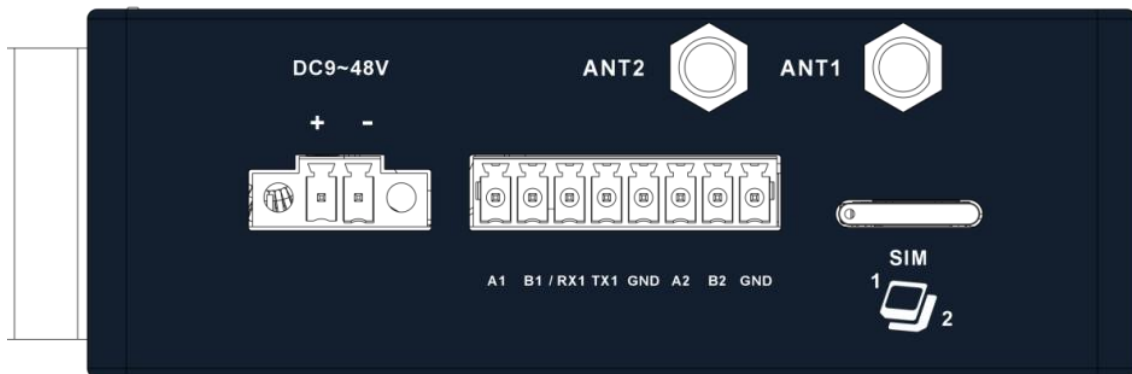 DC9~48V
ANT2
ANT1
+ -
A1 B1 / RX1 TX1 GND A2 B2 GND
SIM
1
2